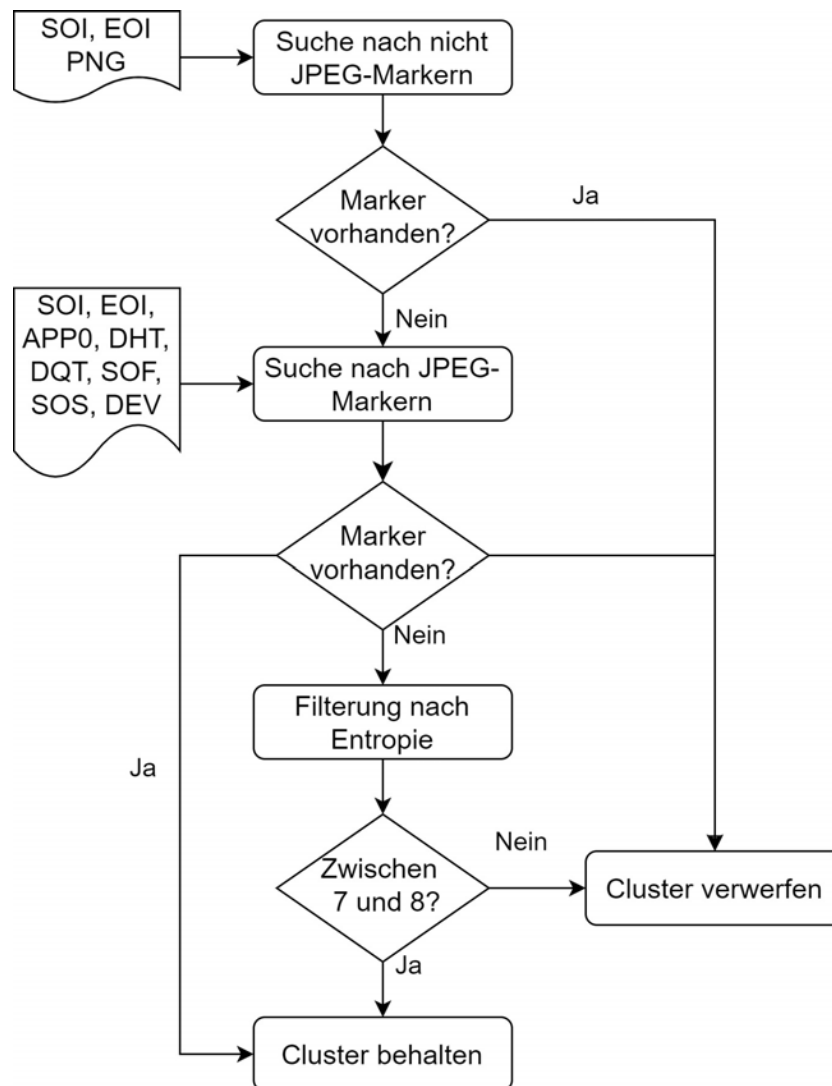 SOI, EOI
PNG
Suche nach nicht
JPEG-Markern
Marker
vorhanden?
Ja
Nein
SOI, EOI,
APP0, DHT,
DQT, SOF,
SOS, DEV
Suche nach JPEG-
Markern
Marker
vorhanden?
Nein
Ja
Filterung nach
Entropie
Zwischen
7 und 8?
Nein
Cluster verwerfen
Ja
Cluster behalten